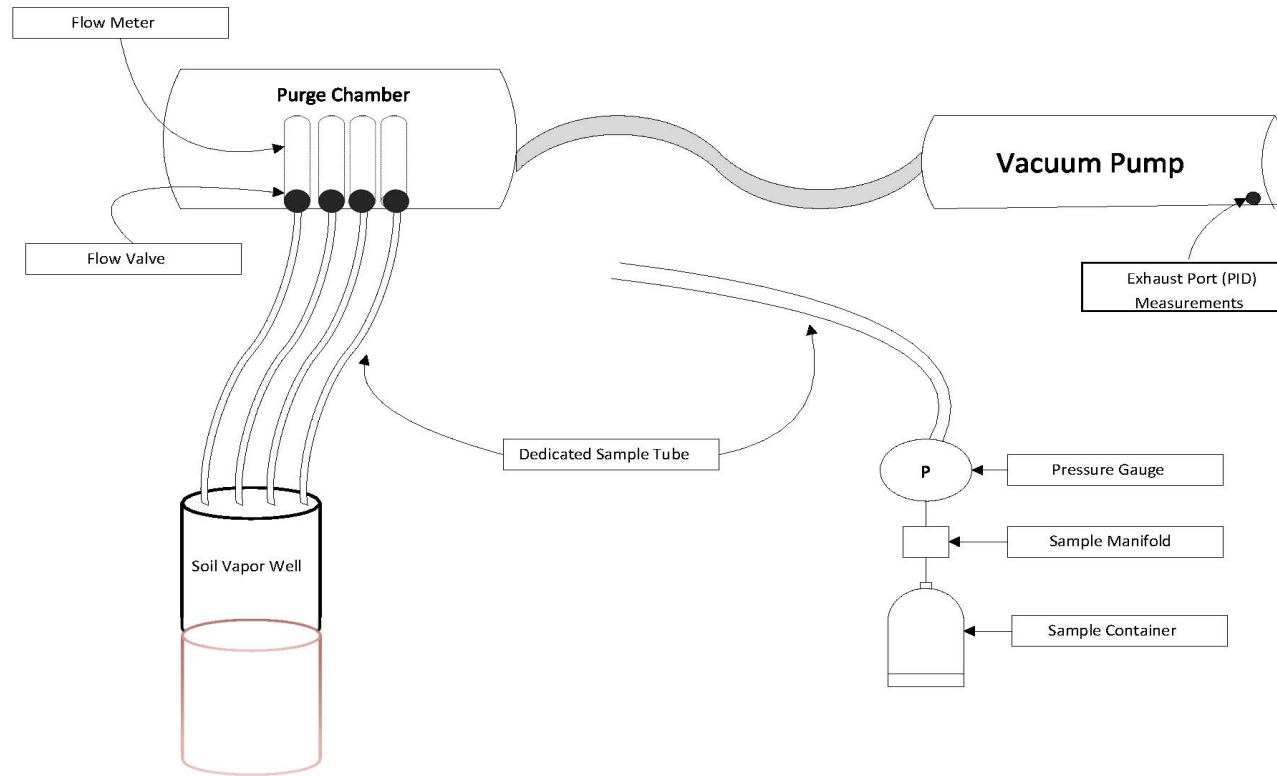 Flow Meter
Purge Chamber
Vacuum Pump
Flow Valve
Exhaust Port (PID)
Measurements
Dedicated Sample Tube
P
Pressure Gauge
Sample Manifold
Soil Vapor Well
Sample Container